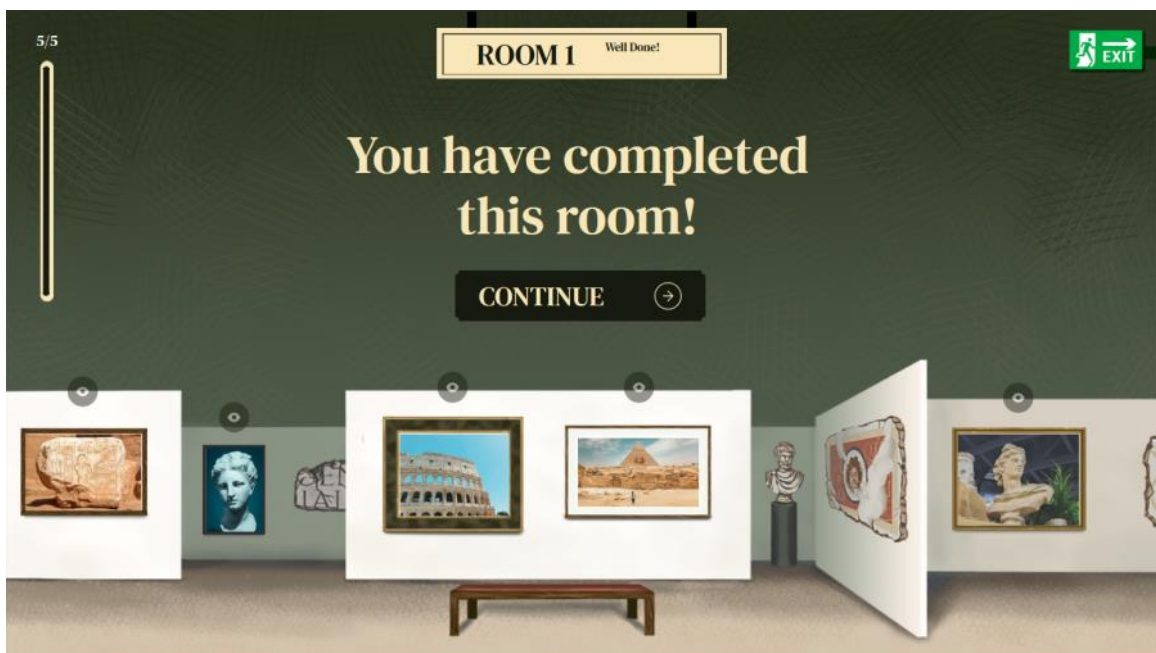 5/5
ROOM 1
Well Done!
EXIT
You have completed
this room!
CONTINUE